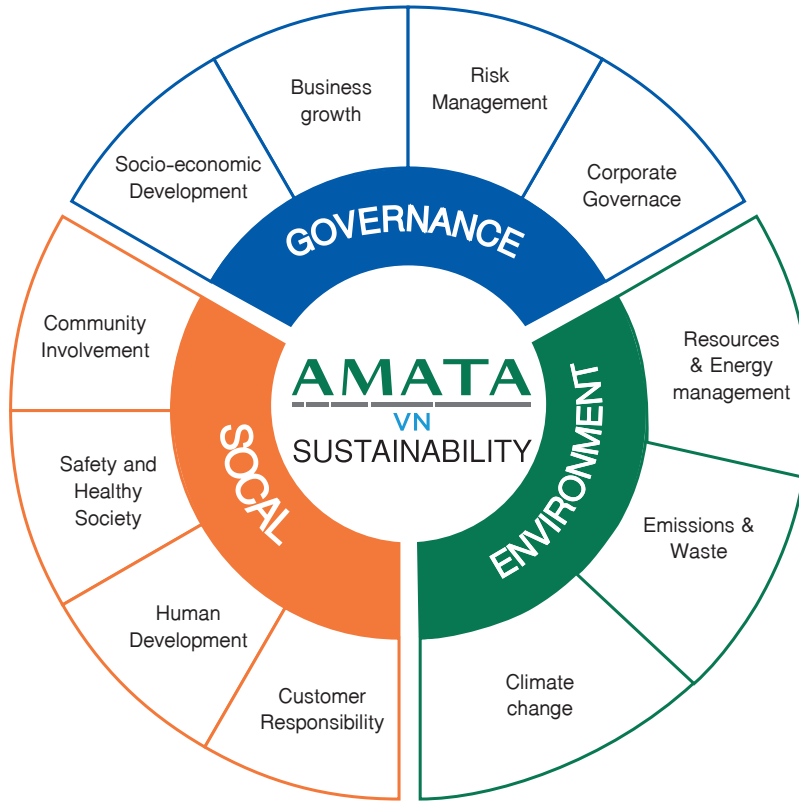 Business
growth
Risk
Management
Socio-economic
Development
Corporate
Governace
GOVERNANCE
Community
Involvement
Resources
& Energy
management
AMATA
VN
SUSTAINABILITY
SOCAL
ENVIRONMENT
Safety and
Healthy
Society
Emissions &
Waste
Human
Development
Customer
Responsibility
Climate
change